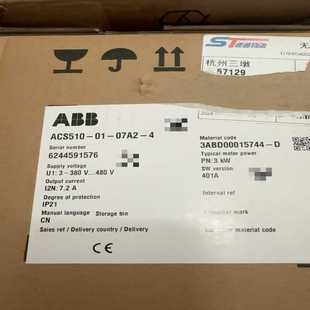 ST
杭州三墩
57129
ABB
ACS510-01-07A2-4
Serial number
6244591576
Supply voltage
U1: 3~380 V...480 V
Output current
I2N: 7.2 A
Degree of protection
IP21
Manual language Storage bin
CN
Sales ref / Delivery country / Delivery
Material code
3ABD00015744-D
Typical motor power
PN: 3 kW
SW version
401A
Internal ref
material code